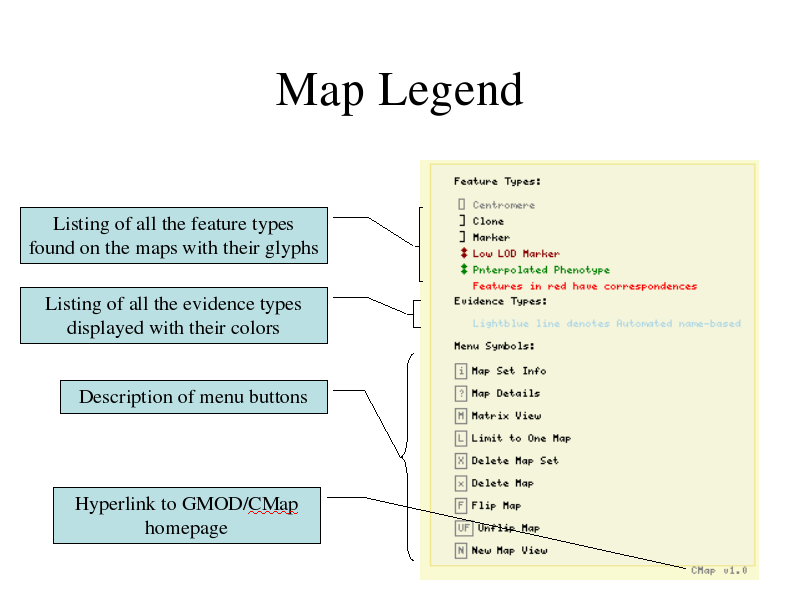 Map Legend
Listing of all the feature types
found on the maps with their glyphs
Listing of all the evidence types
displayed with their colors
Description of menu buttons
Hyperlink to GMOD/CMap
homepage
Feature Types:
Centromere
Clone
Marker
Low LOD Marker
Pnterpolated Phenotype
Features in red have correspondences
Evidence Types:
Lightblue line denotes Automated name-based
Menu Symbols:
i Map Set Info
? Map Details
M Matrix View
L Limit to One Map
X Delete Map Set
x Delete Map
F Flip Map
UF Unflip Map
N New Map View
CMap v1.0